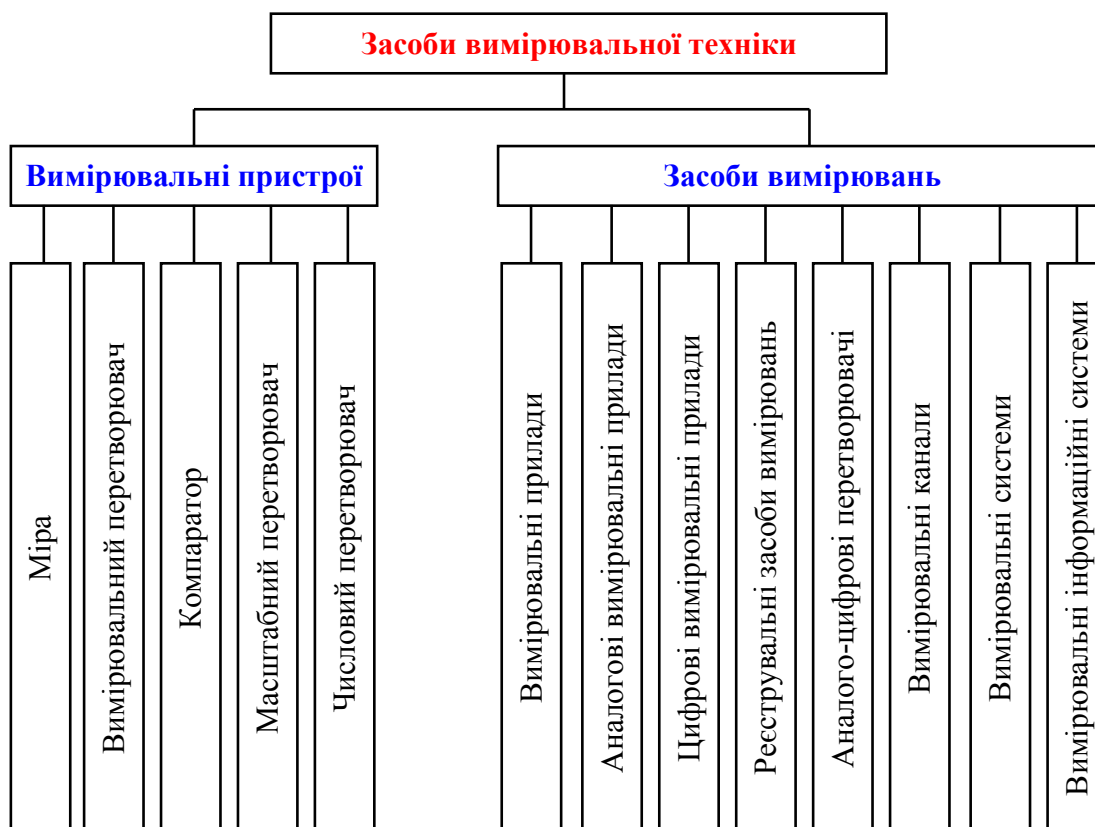 Засоби вимірювальної техніки
Вимірювальні пристрої
Засоби вимірювань
Міра
Вимірювальний перетворювач
Компаратор
Масштабний перетворювач
Числовий перетворювач
Вимірювальні прилади
Аналогові вимірювальні прилади
Цифрові вимірювальні прилади
Реєструвальні засоби вимірювань
Аналого-цифрові перетворювачі
Вимірювальні канали
Вимірювальні системи
Вимірювальні інформаційні системи